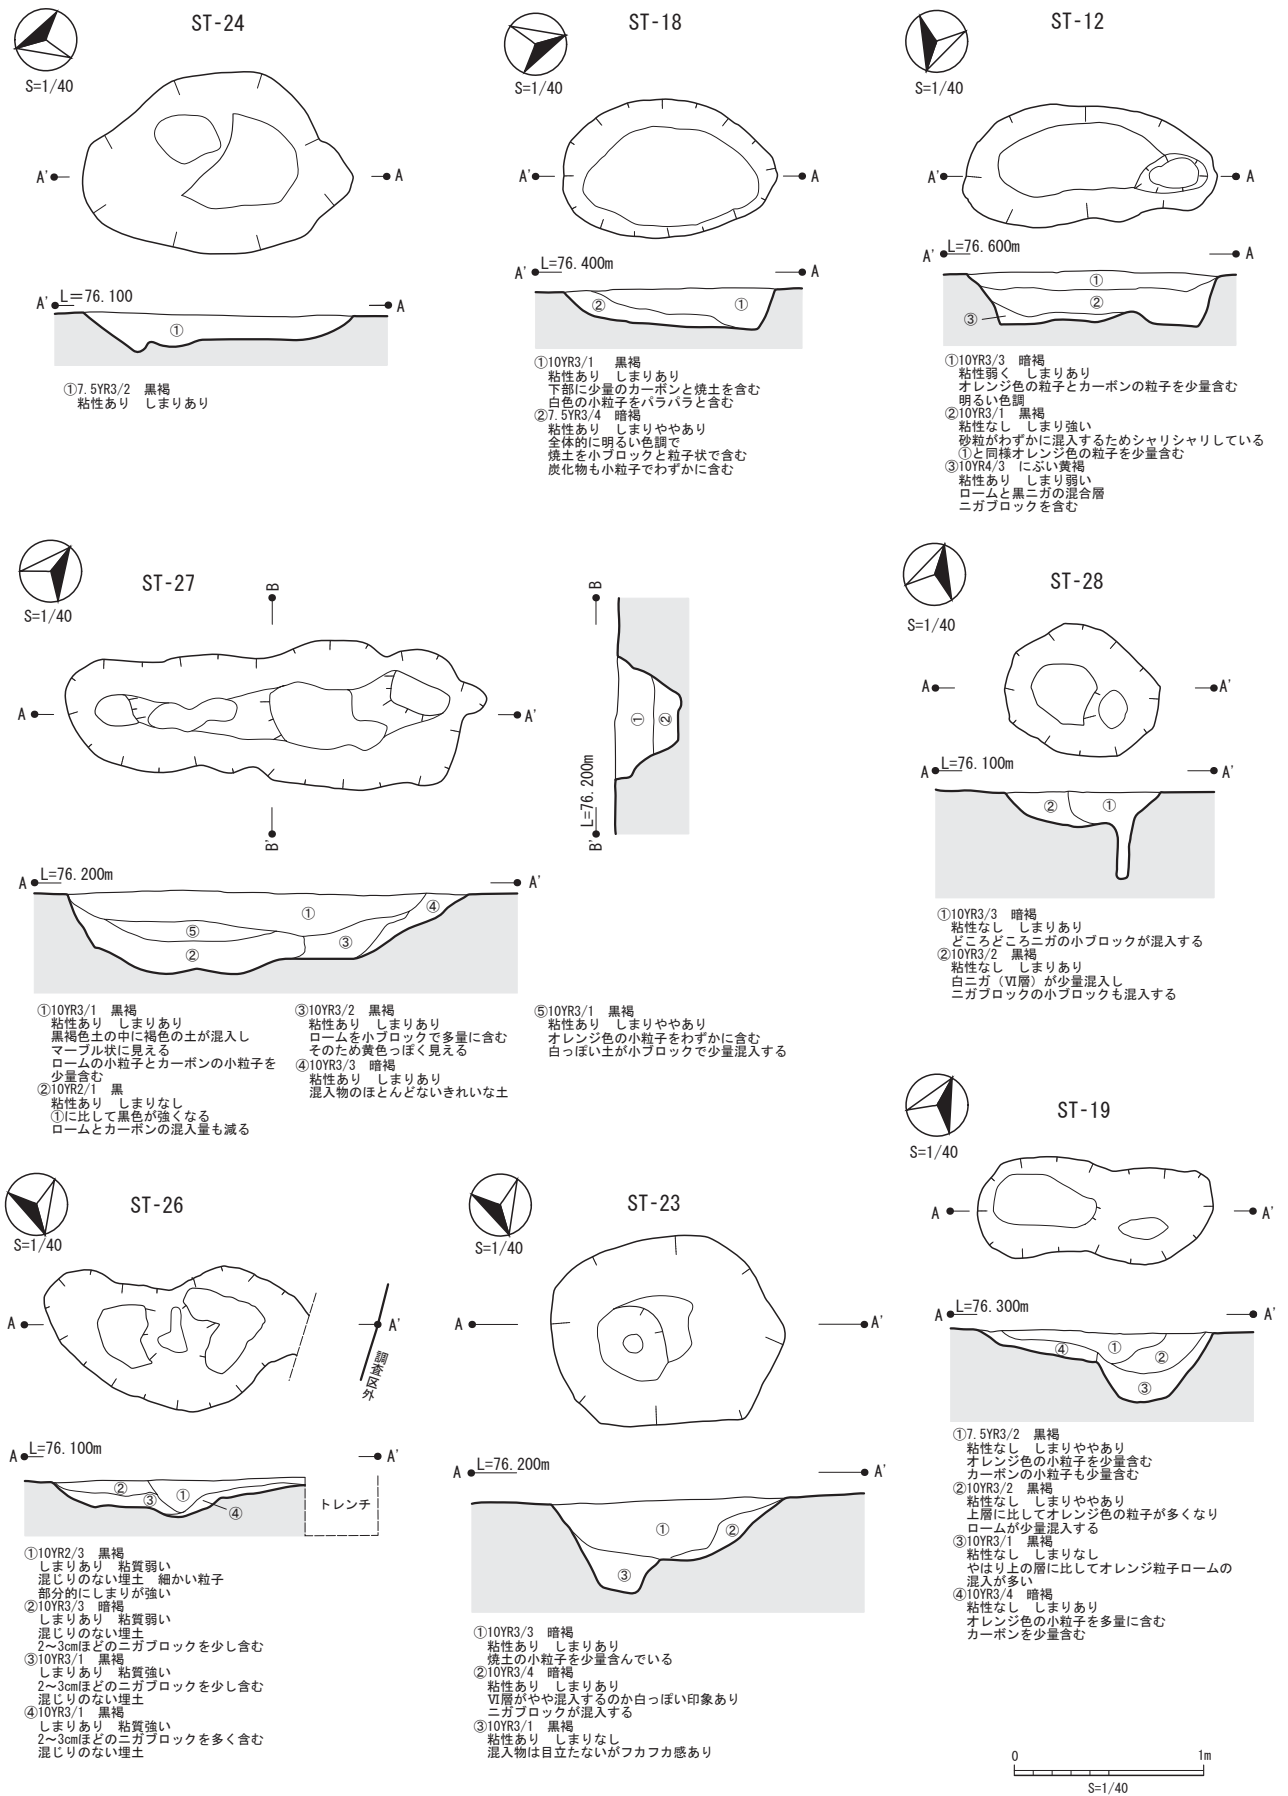 ST-24
S=1/40
A'
A
A'
L=76.100
A
①
①7.5YR3/2 黒褐
粘性あり しまりあり
ST-18
S=1/40
A'
A
A'
L=76.400m
A
②
①
①10YR3/1 黒褐
粘性あり しまりあり
下部に少量のカーボンと焼土を含む
白色の小粒子をパラパラと含む
②7.5YR3/4 暗褐
粘性あり しまりややあり
全体的に明るい色調で
焼土を小ブロックと粒子状で含む
炭化物も小粒子でわずかに含む
ST-12
S=1/40
A'
A
A'
L=76.600m
A
①
②
③
①10YR3/3 暗褐
粘性弱く しまりあり
オレンジ色の粒子とカーボンの粒子を少量含む
明るい色調
②10YR3/1 黒褐
粘性なし しまり強い
砂粒がわずかに混入するためシャリシャリしている
①と同様オレンジ色の粒子を少量含む
③10YR4/3 にぶい黄褐
粘性あり しまり弱い
ロームと黒ニガの混合層
ニガブロックを含む
ST-27
S=1/40
B
A
A'
B'
B
①
②
L=76.200m
B'
A
L=76.200m
A'
①
④
⑤
③
②
①10YR3/1 黒褐
粘性あり しまりあり
黒褐色土の中に褐色の土が混入し
マーブル状に見える
ロームの小粒子とカーボンの小粒子を
少量含む
②10YR2/1 黒
粘性あり しまりなし
①に比して黒色が強くなる
ロームとカーボンの混入量も減る
③10YR3/2 黒褐
粘性あり しまりあり
ロームを小ブロックで多量に含む
そのため黄色っぽく見える
④10YR3/3 暗褐
粘性あり しまりあり
混入物のほとんどないきれいな土
⑤10YR3/1 黒褐
粘性あり しまりややあり
オレンジ色の小粒子をわずかに含む
白っぽい土が小ブロックで少量混入する
ST-28
S=1/40
A
A'
A
L=76.100m
A'
②
①
①10YR3/3 暗褐
粘性なし しまりあり
どころどころニガの小ブロックが混入する
②10YR3/2 黒褐
粘性なし しまりあり
白ニガ（Ⅵ層）が少量混入し
ニガブロックの小ブロックも混入する
ST-26
S=1/40
A
A'
調査区外
A
L=76.100m
A'
②
①
③
④
トレンチ
①10YR2/3 黒褐
しまりあり 粘質弱い
混じりのない埋土 細かい粒子
部分的にしまりが強い
②10YR3/3 暗褐
しまりあり 粘質弱い
混じりのない埋土
2～3cmほどのニガブロックを少し含む
③10YR3/1 黒褐
しまりあり 粘質強い
2～3cmほどのニガブロックを少し含む
混じりのない埋土
④10YR3/1 黒褐
しまりあり 粘質強い
2～3cmほどのニガブロックを多く含む
混じりのない埋土
ST-23
S=1/40
A
A'
A
L=76.200m
A'
①
②
③
①10YR3/3 暗褐
粘性あり しまりあり
焼土の小粒子を少量含んでいる
②10YR3/4 暗褐
粘性あり しまりあり
Ⅵ層がやや混入するのか白っぽい印象あり
ニガブロックが混入する
③10YR3/1 黒褐
粘性あり しまりなし
混入物は目立たないがフカフカ感あり
ST-19
S=1/40
A
A'
A
L=76.300m
A'
④
①
②
③
①7.5YR3/2 黒褐
粘性なし しまりややあり
オレンジ色の小粒子を少量含む
カーボンの小粒子も少量含む
②10YR3/2 黒褐
粘性なし しまりややあり
上層に比してオレンジ色の粒子が多くなり
ロームが少量混入する
③10YR3/1 黒褐
粘性なし しまりなし
やはり上の層に比してオレンジ粒子ロームの
混入が多い
④10YR3/4 暗褐
粘性なし しまりあり
オレンジ色の小粒子を多量に含む
カーボンを少量含む
0
1m
S=1/40